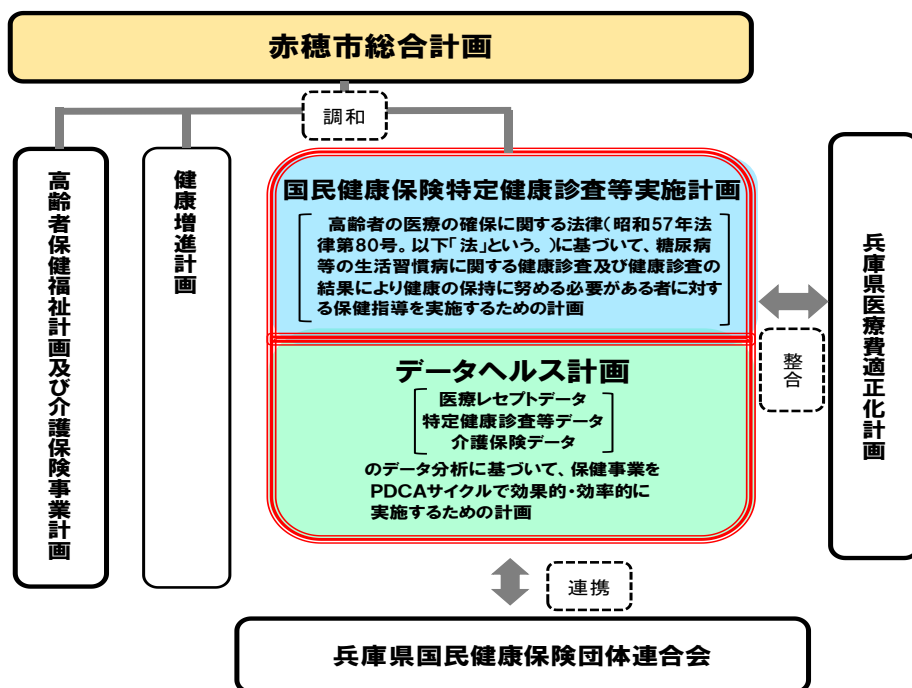 赤穂市総合計画
調和
高齢者保健福祉計画及び介護保険事業計画
健康増進計画
国民健康保険特定健康診査等実施計画
高齢者の医療の確保に関する法律(昭和57年法
律第80号。以下「法」という。)に基づいて、糖尿病
等の生活習慣病に関する健康診査及び健康診査の
結果により健康の保持に努める必要がある者に対す
る保健指導を実施するための計画
データヘルス計画
医療レセプトデータ
特定健康診査等データ
介護保険データ
のデータ分析に基づいて、保健事業を
PDCAサイクルで効果的・効率的に
実施するための計画
整合
兵庫県医療費適正化計画
連携
兵庫県国民健康保険団体連合会